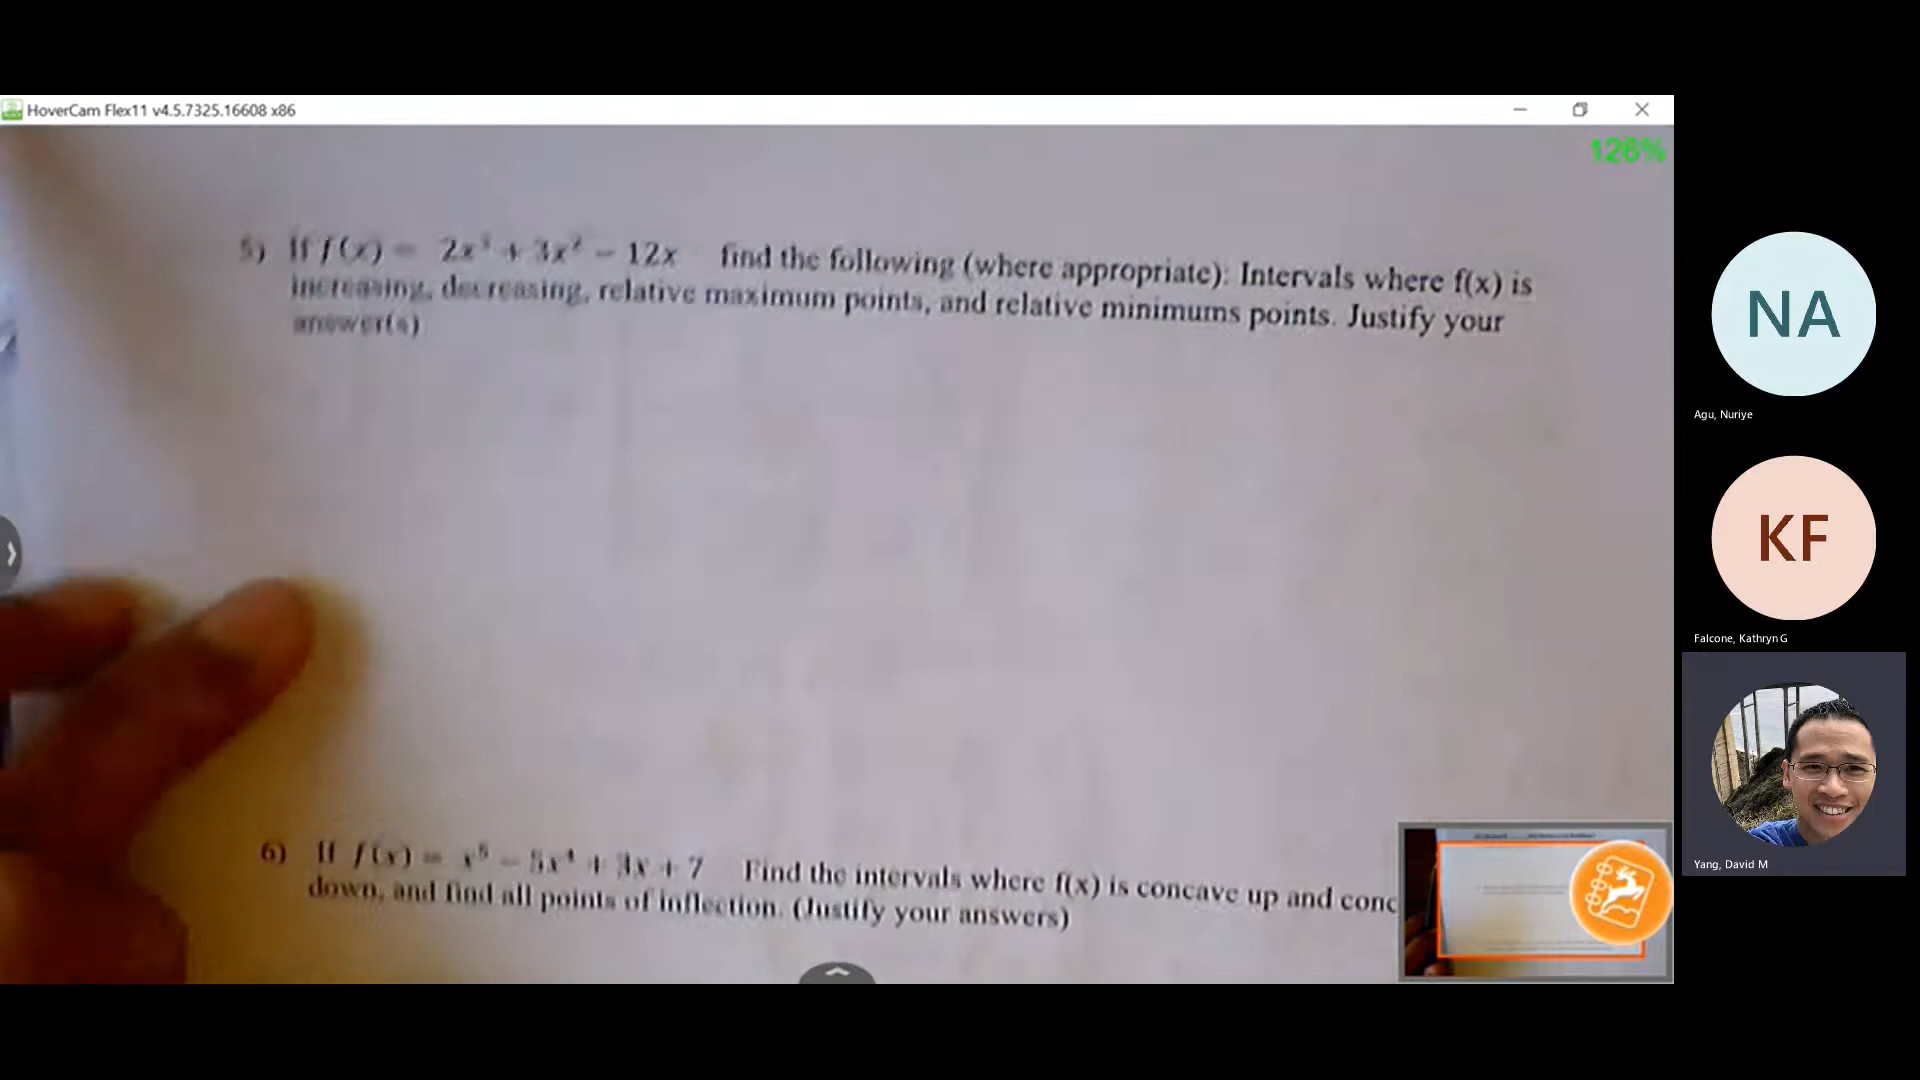 HoverCam Flex11 v4.5.7325.16608 x86
126%
5) If f(x) = 2x³ + 3x² - 12x find the following (where appropriate): Intervals where f(x) is
increasing, decreasing, relative maximum points, and relative minimums points. Justify your
answer(s)
6) If f(x) = x⁵ - 5x⁴ + 3x + 7 Find the intervals where f(x) is concave up and conc
down, and find all points of inflection. (Justify your answers)
NA
Agu, Nuriye
KF
Falcone, Kathryn G
Yang, David M